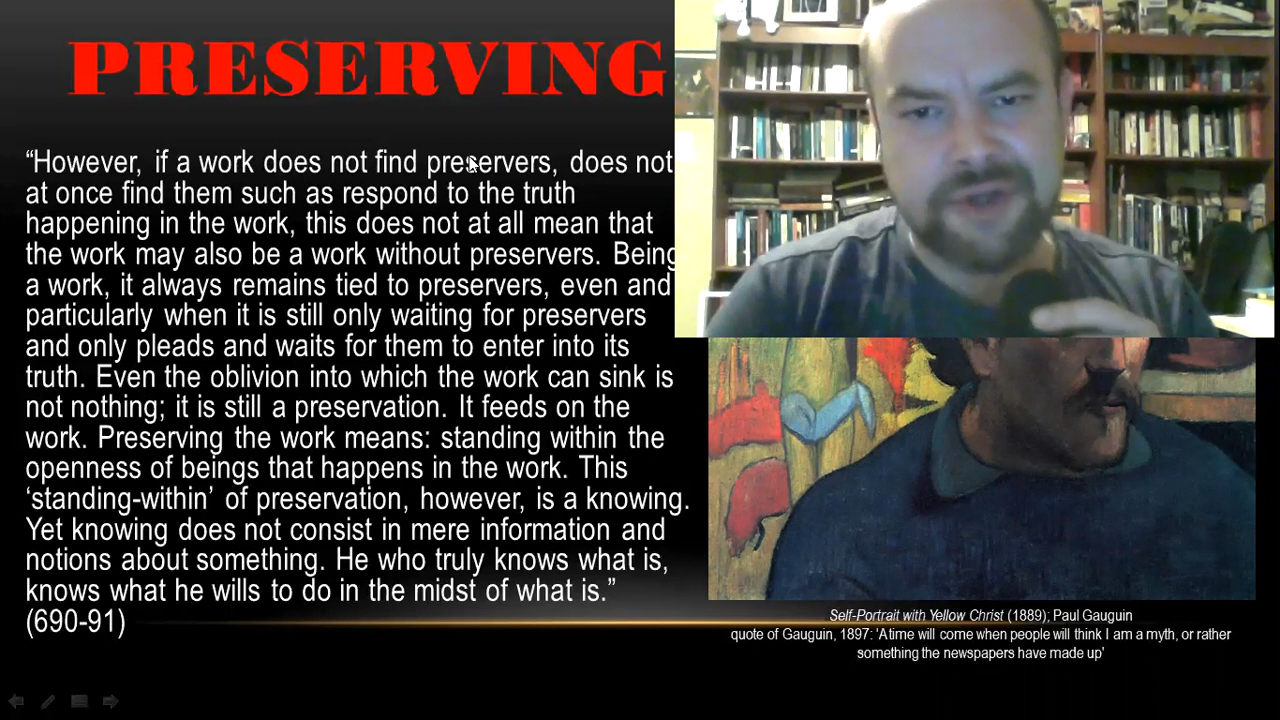 PRESERVING
“However, if a work does not find preservers, does not
at once find them such as respond to the truth
happening in the work, this does not at all mean that
the work may also be a work without preservers. Being
a work, it always remains tied to preservers, even and
particularly when it is still only waiting for preservers
and only pleads and waits for them to enter into its
truth. Even the oblivion into which the work can sink is
not nothing; it is still a preservation. It feeds on the
work. Preserving the work means: standing within the
openness of beings that happens in the work. This
‘standing-within’ of preservation, however, is a knowing.
Yet knowing does not consist in mere information and
notions about something. He who truly knows what is,
knows what he wills to do in the midst of what is.”
(690-91)
Self-Portrait with Yellow Christ (1889); Paul Gauguin
quote of Gauguin, 1897: 'A time will come when people will think I am a myth, or rather
something the newspapers have made up'